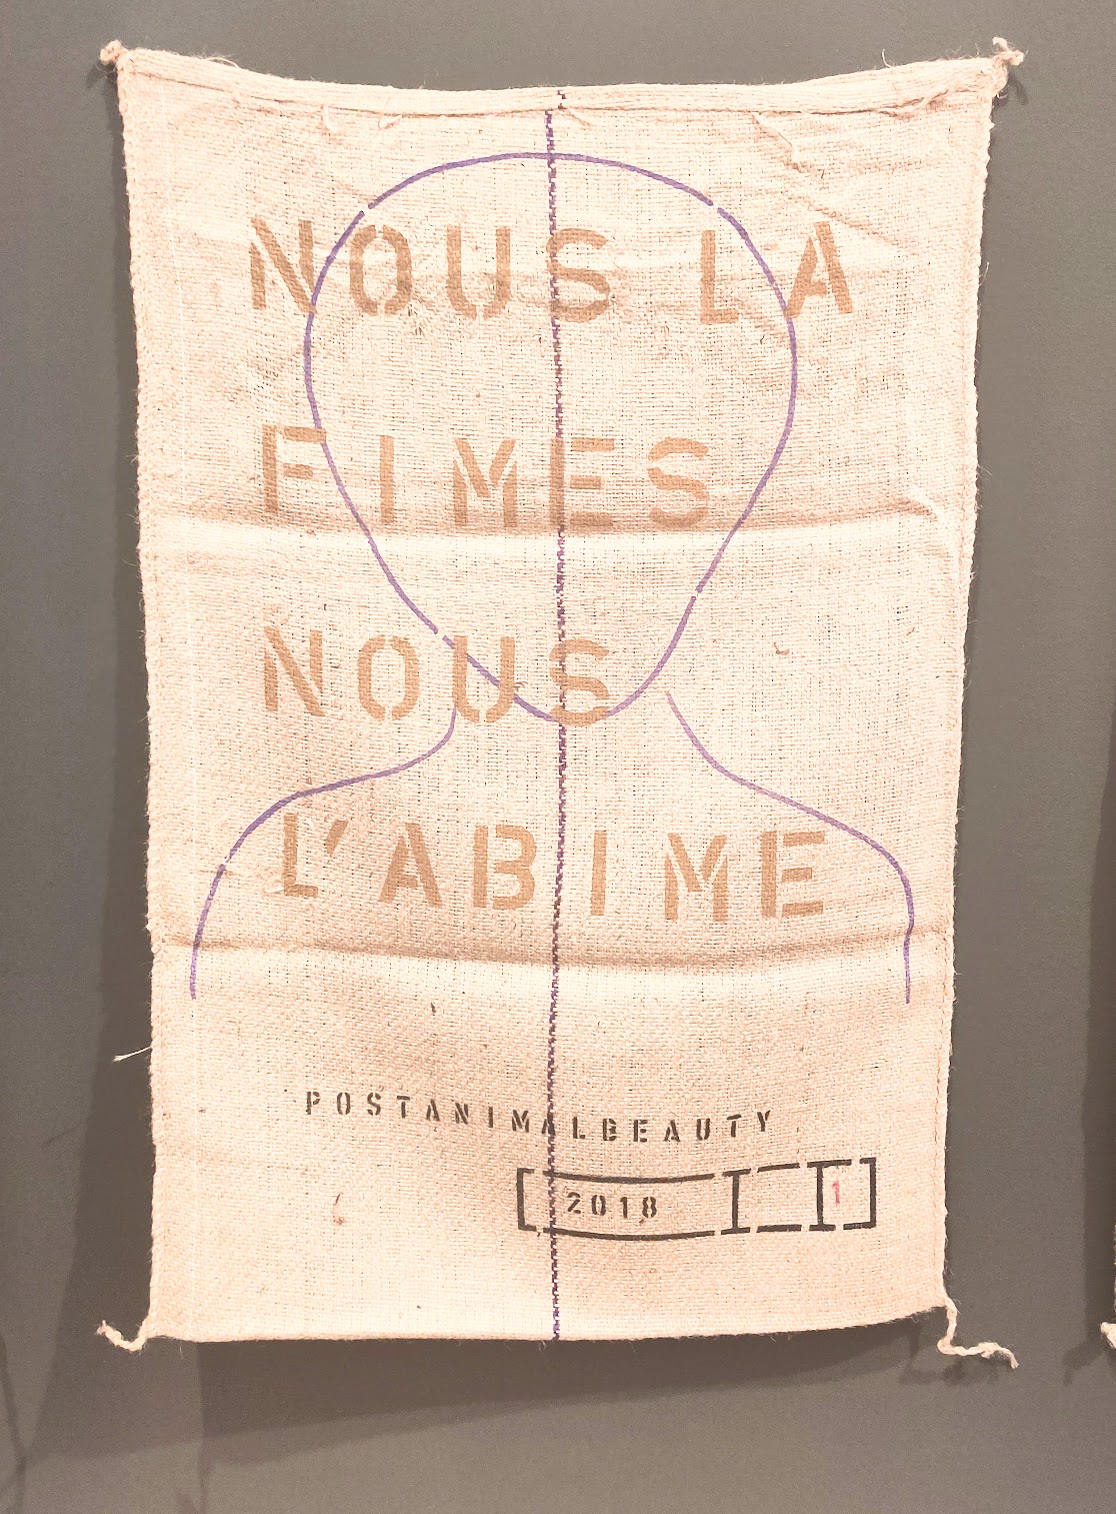 NOUS LA
FIMES
NOUS
L'ABIME
POSTANIMALBEAUTY
2018 1